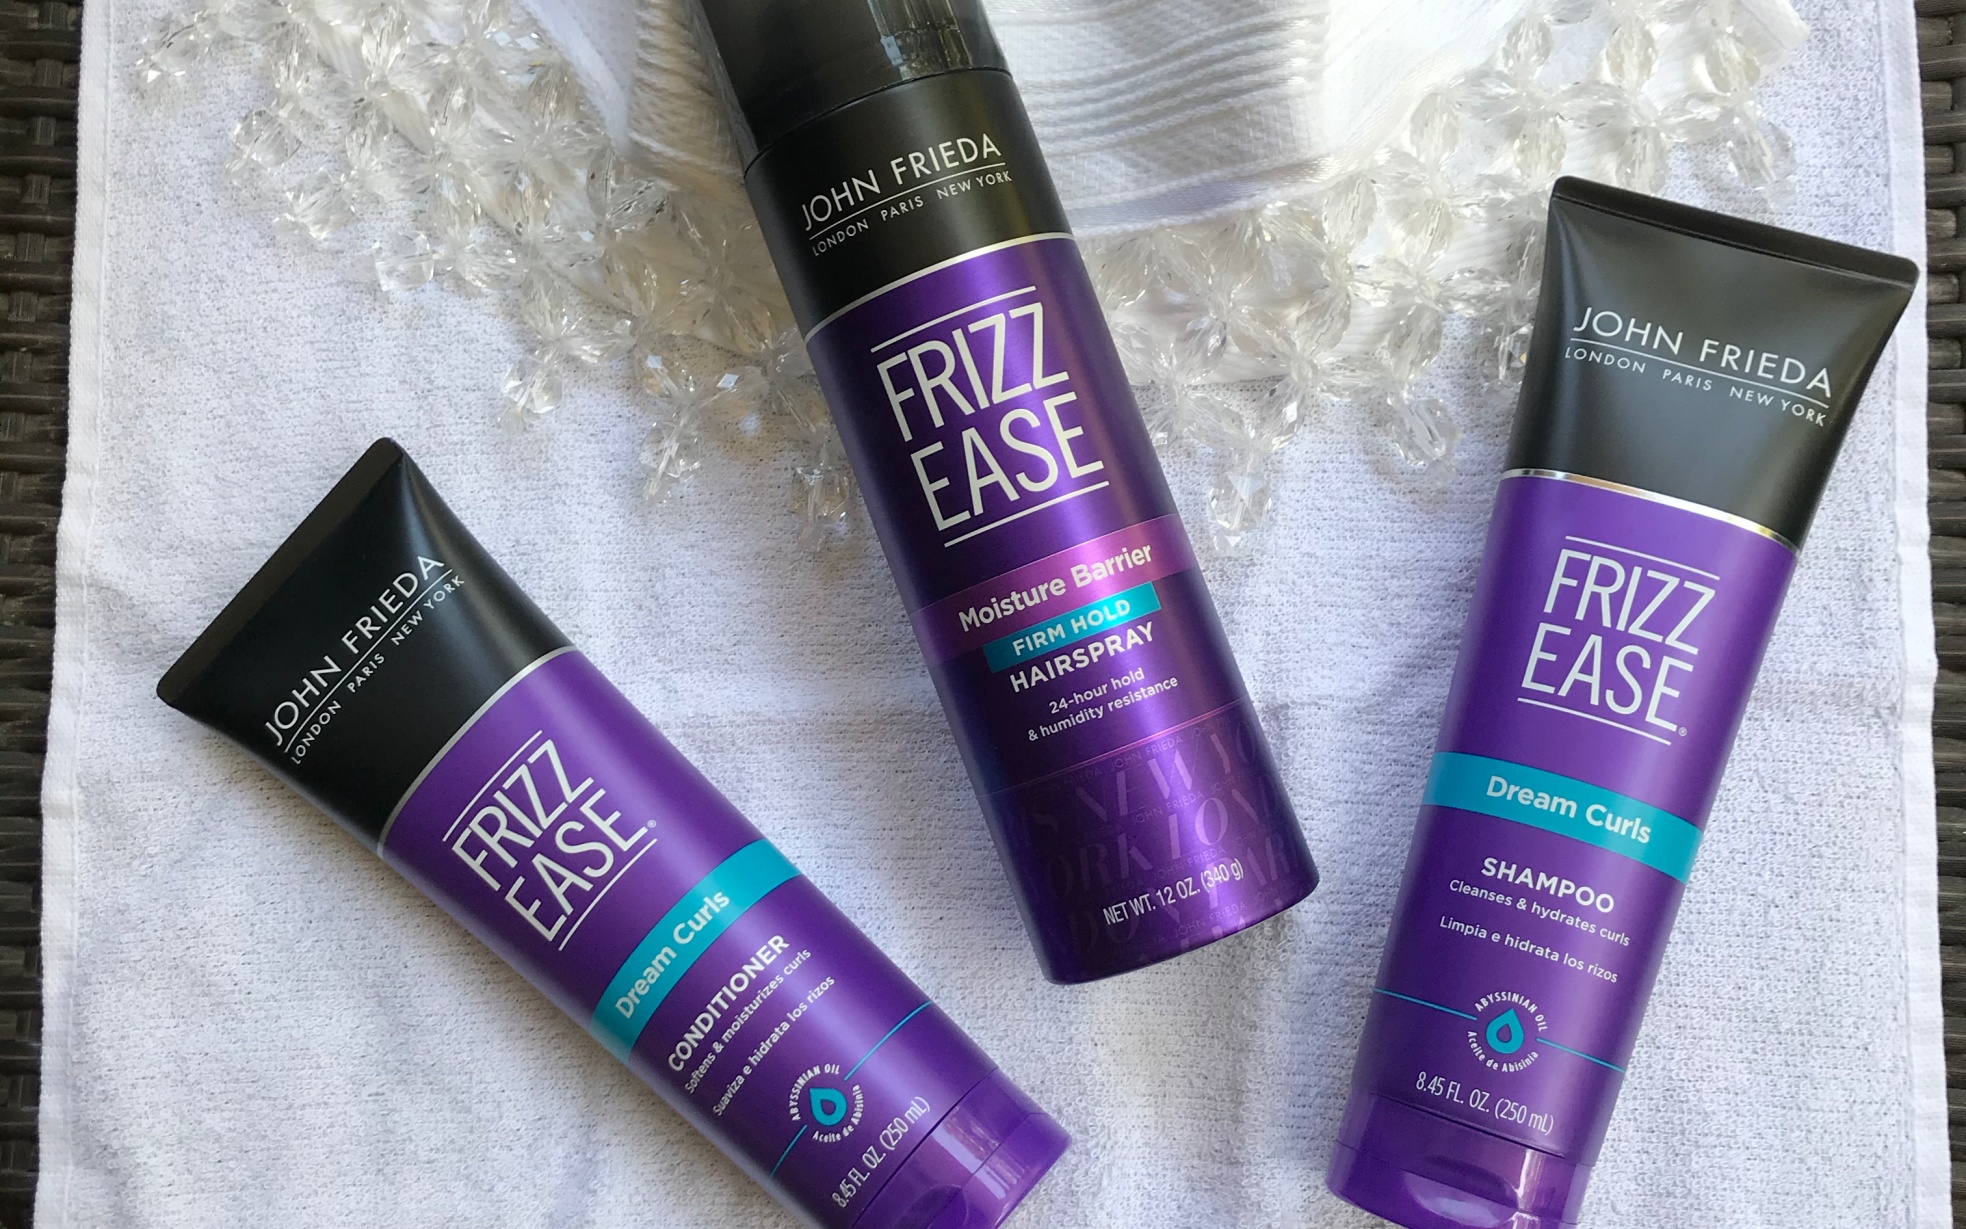 JOHN FRIEDA
LONDON PARIS NEW YORK
FRIZZ
EASE®
Dream Curls
CONDITIONER
Softens & moisturizes curls
Suaviza e hidrata los rizos
ABYSSINIAN OIL
Aceite de Abisinia
8.45 FL. OZ. (250 mL)
JOHN FRIEDA
LONDON PARIS NEW YORK
FRIZZ
EASE
Moisture Barrier
FIRM HOLD
HAIRSPRAY
24-hour hold
& humidity resistance
NET WT. 12 OZ. (340 g)
JOHN FRIEDA
LONDON PARIS NEW YORK
FRIZZ
EASE®
Dream Curls
SHAMPOO
Cleanses & hydrates curls
Limpia e hidrata los rizos
ABYSSINIAN OIL
Aceite de Abisinia
8.45 FL. OZ. (250 mL)